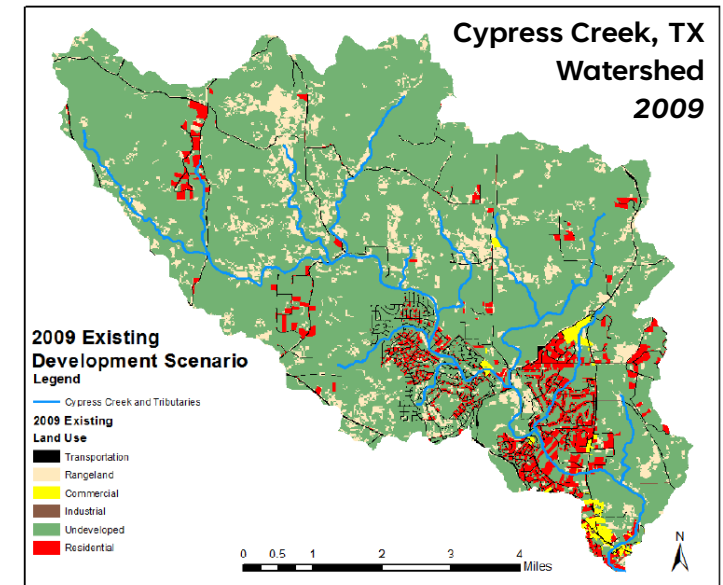 Cypress Creek, TX
Watershed
2009
2009 Existing
Development Scenario
Legend
Cypress Creek and Tributaries
2009 Existing
Land Use
Transportation
Rangeland
Commercial
Industrial
Undeveloped
Residential
0 0.5 1 2 3 4
Miles
N